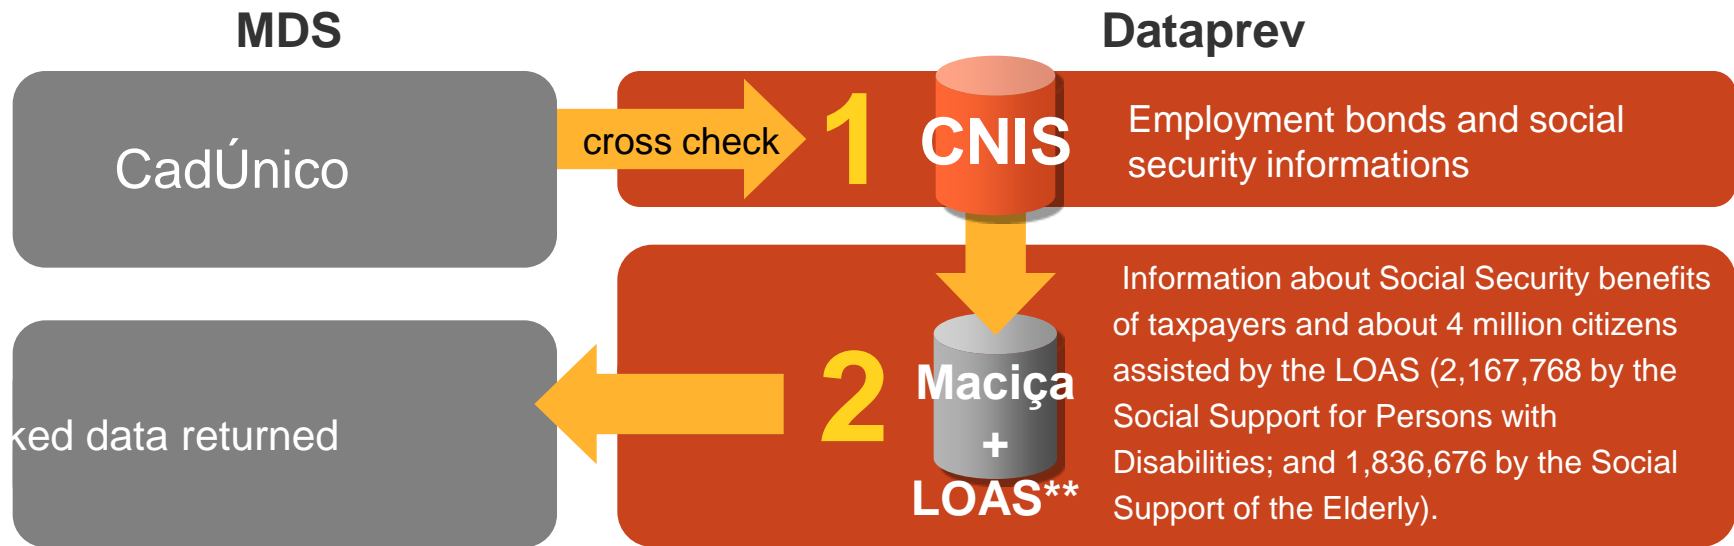 MDS
Dataprev
CadÚnico
cross check
1
CNIS
Employment bonds and social
security informations
ked data returned
2
Maciça
+
LOAS**
Information about Social Security benefits
of taxpayers and about 4 million citizens
assisted by the LOAS (2,167,768 by the
Social Support for Persons with
Disabilities; and 1,836,676 by the Social
Support of the Elderly).